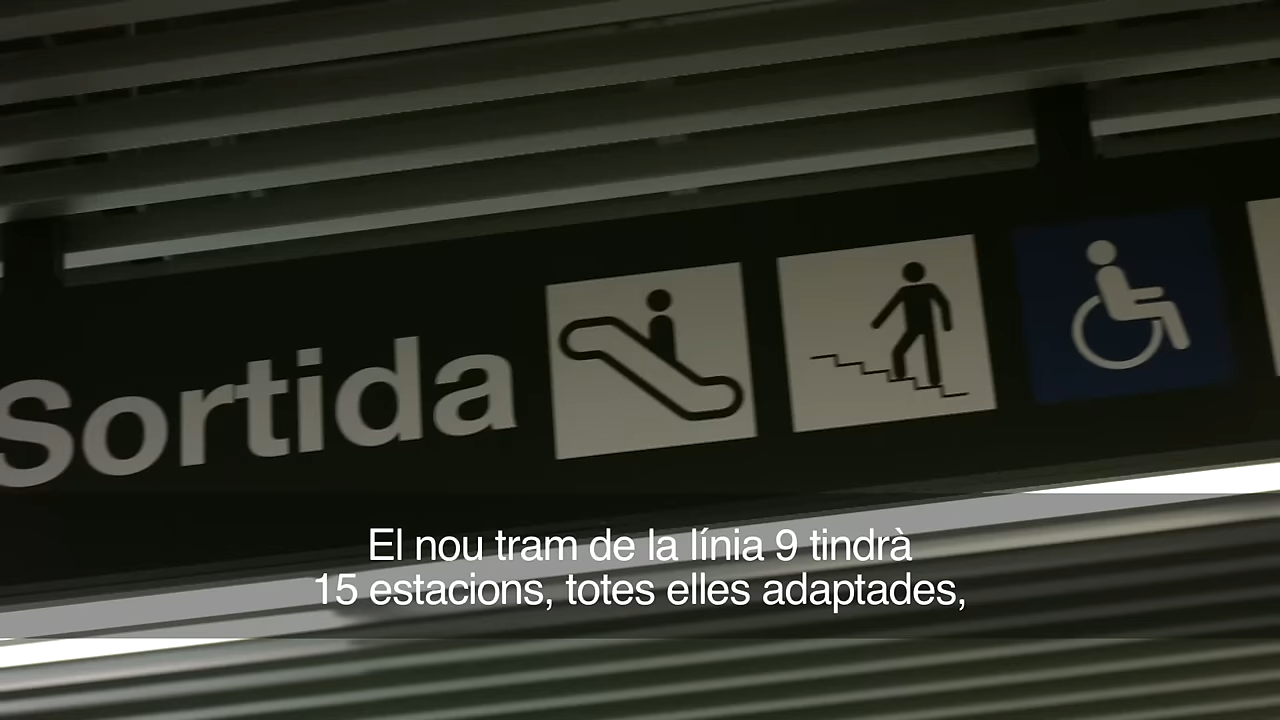 Sortida
El nou tram de la línia 9 tindrà
15 estacions, totes elles adaptades,